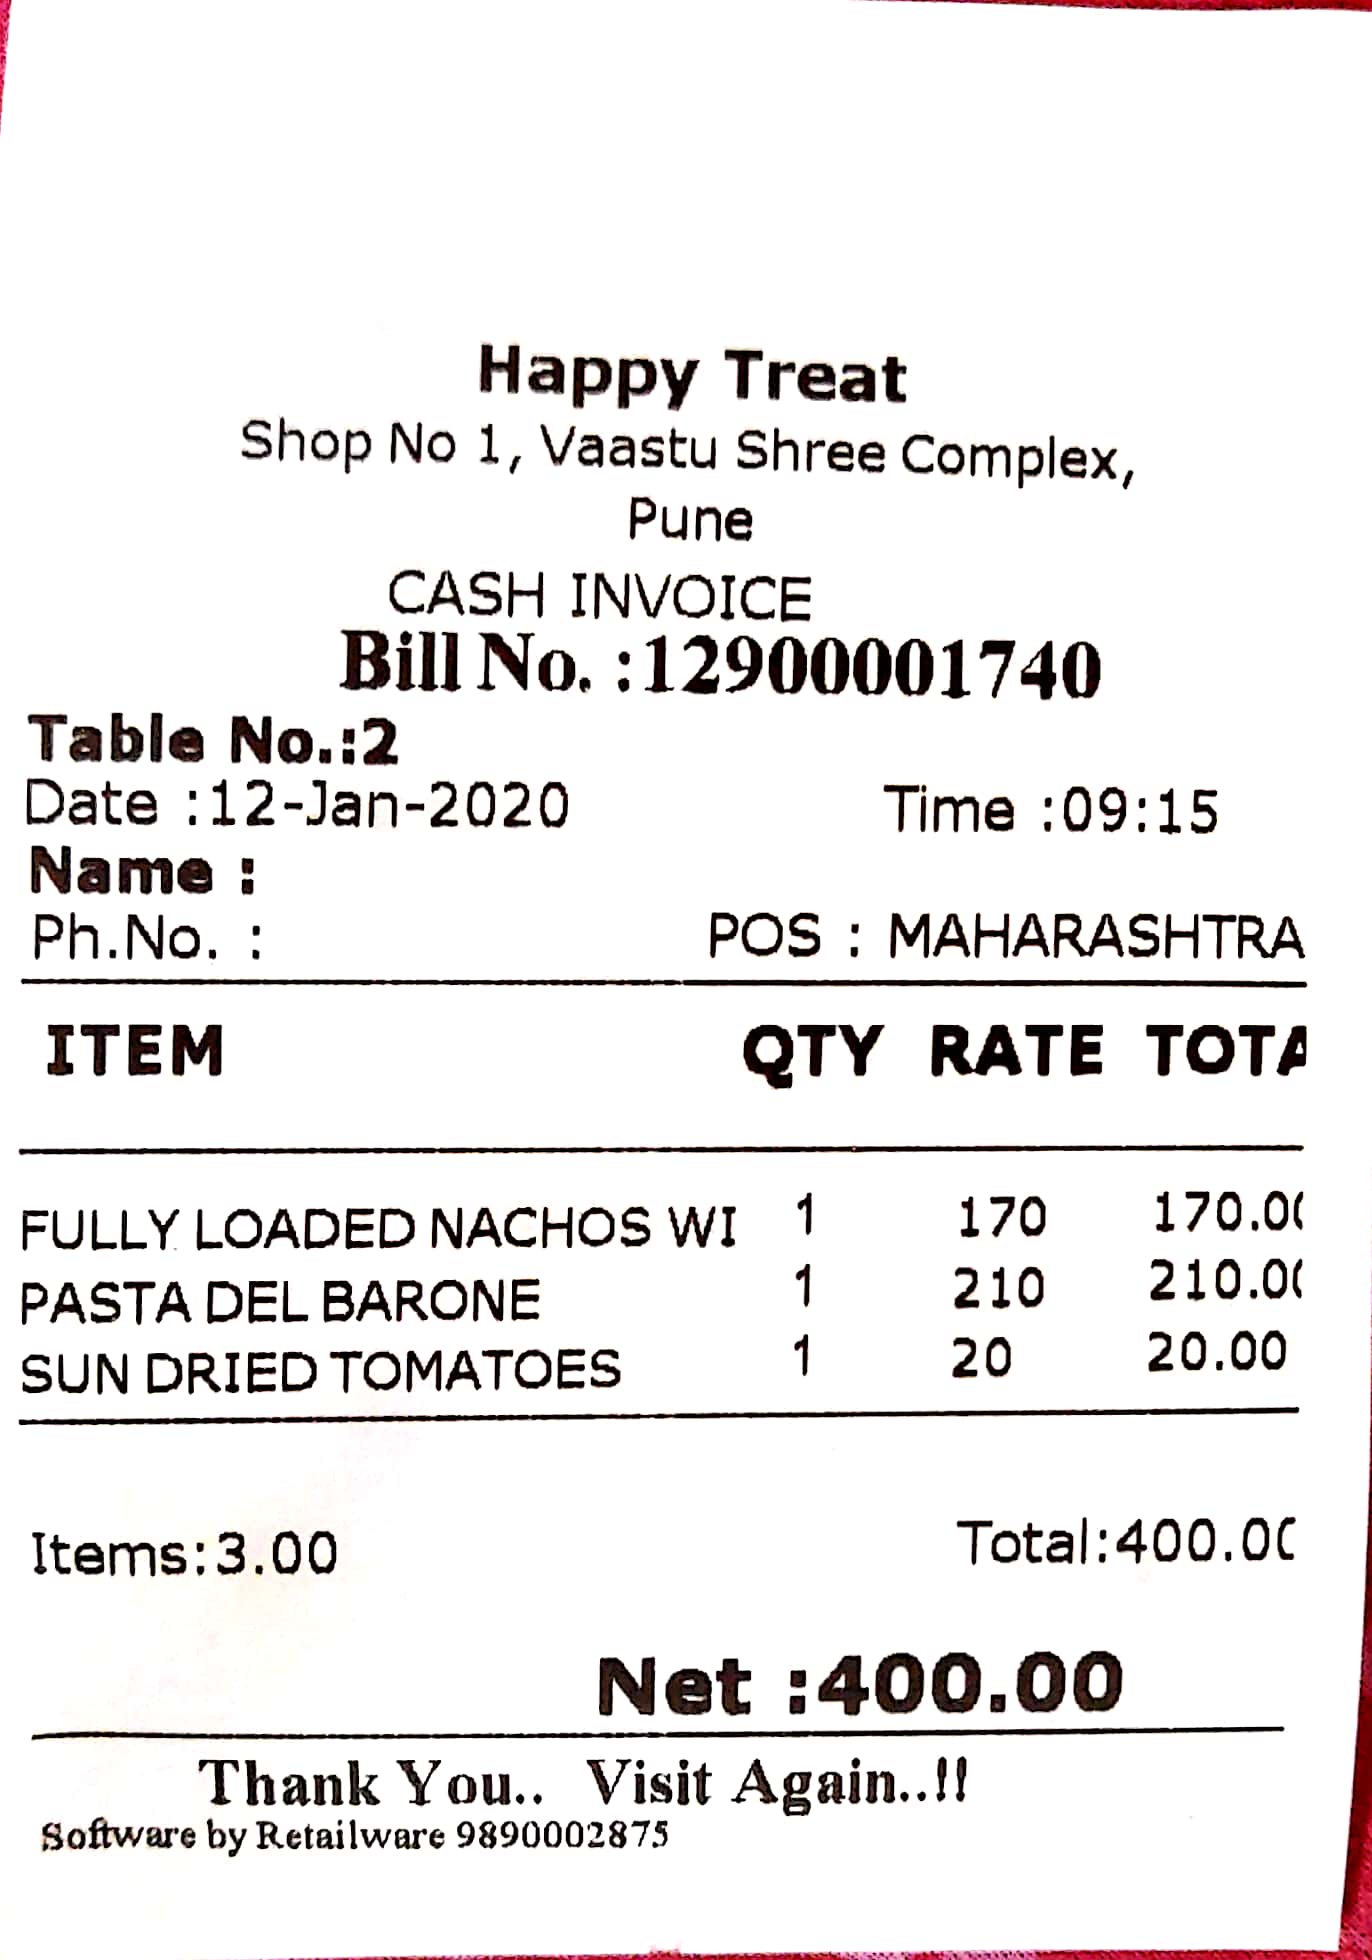 Happy Treat
Shop No 1, Vaastu Shree Complex,
Pune
CASH INVOICE
Bill No. :12900001740
Table No.:2
Date :12-Jan-2020 Time :09:15
Name :
Ph.No. : POS : MAHARASHTRA
ITEM QTY RATE TOTA
FULLY LOADED NACHOS WI 1 170 170.00
PASTA DEL BARONE 1 210 210.00
SUN DRIED TOMATOES 1 20 20.00
Items:3.00 Total:400.00
Net :400.00
Thank You.. Visit Again..!!
Software by Retailware 9890002875